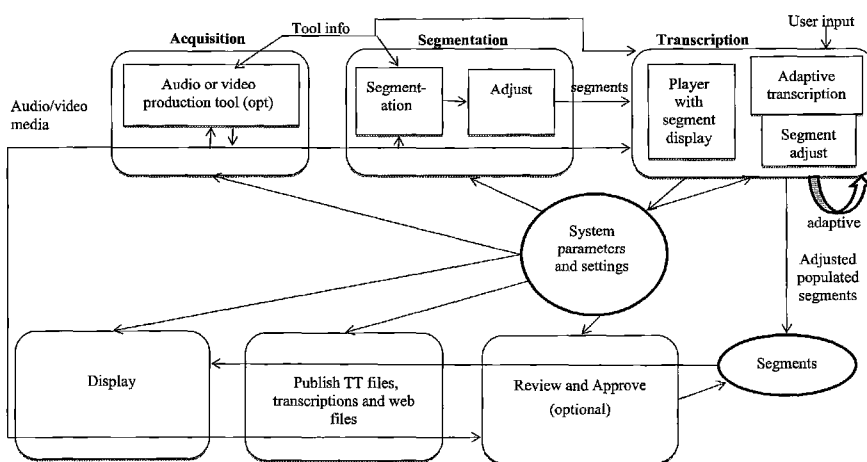 User input
Tool info
Acquisition
Segmentation
Transcription
Audio or video
production tool (opt)
Segment-
ation
Adjust
segments
Player
with
segment
display
Adaptive
transcription
Segment
adjust
Audio/video
media
adaptive
System
parameters
and settings
Adjusted
populated
segments
Display
Publish TT files,
transcriptions and web
files
Review and Approve
(optional)
Segments